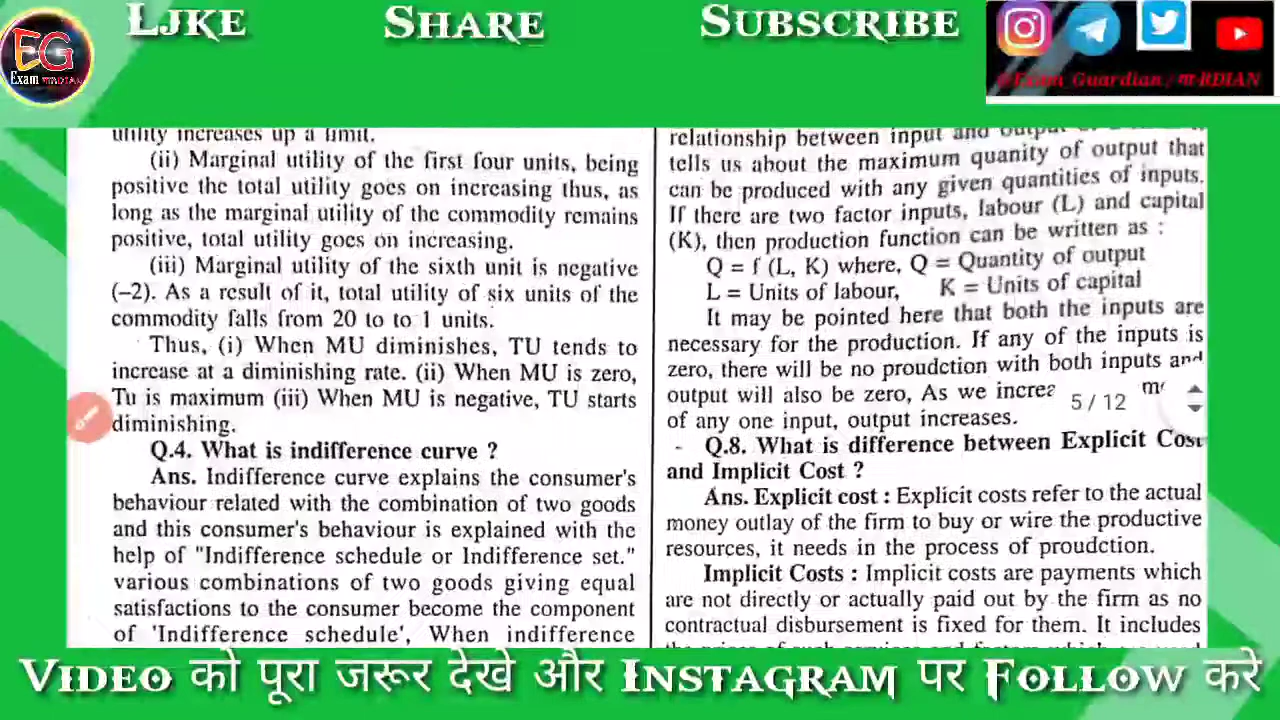 LJKE
SHARE
SUBSCRIBE
EG
Exam
@Exam_Guardian / गाRDIAN
utility increases up a limit.
(ii) Marginal utility of the first four units, being
positive the total utility goes on increasing thus, as
long as the marginal utility of the commodity remains
positive, total utility goes on increasing.
(iii) Marginal utility of the sixth unit is negative
(–2). As a result of it, total utility of six units of the
commodity falls from 20 to to 1 units.
Thus, (i) When MU diminishes, TU tends to
increase at a diminishing rate. (ii) When MU is zero,
Tu is maximum (iii) When MU is negative, TU starts
diminishing.
Q.4. What is indifference curve ?
Ans. Indifference curve explains the consumer's
behaviour related with the combination of two goods
and this consumer's behaviour is explained with the
help of "Indifference schedule or Indifference set."
various combinations of two goods giving equal
satisfactions to the consumer become the component
of 'Indifference schedule', When indifference
relationship between input and output
tells us about the maximum quanity of output that
can be produced with any given quantities of inputs.
If there are two factor inputs, labour (L) and capital
(K), then production function can be written as :
Q = f (L, K) where, Q = Quantity of output
L = Units of labour, K = Units of capital
It may be pointed here that both the inputs are
necessary for the production. If any of the inputs is
zero, there will be no proudction with both inputs and
output will also be zero, As we increa
5 / 12
of any one input, output increases.
- Q.8. What is difference between Explicit Cost
and Implicit Cost ?
Ans. Explicit cost : Explicit costs refer to the actual
money outlay of the firm to buy or wire the productive
resources, it needs in the process of proudction.
Implicit Costs : Implicit costs are payments which
are not directly or actually paid out by the firm as no
contractual disbursement is fixed for them. It includes
VIDEO को पूरा जरूर देखे और INSTAGRAM पर FOLLOW करे